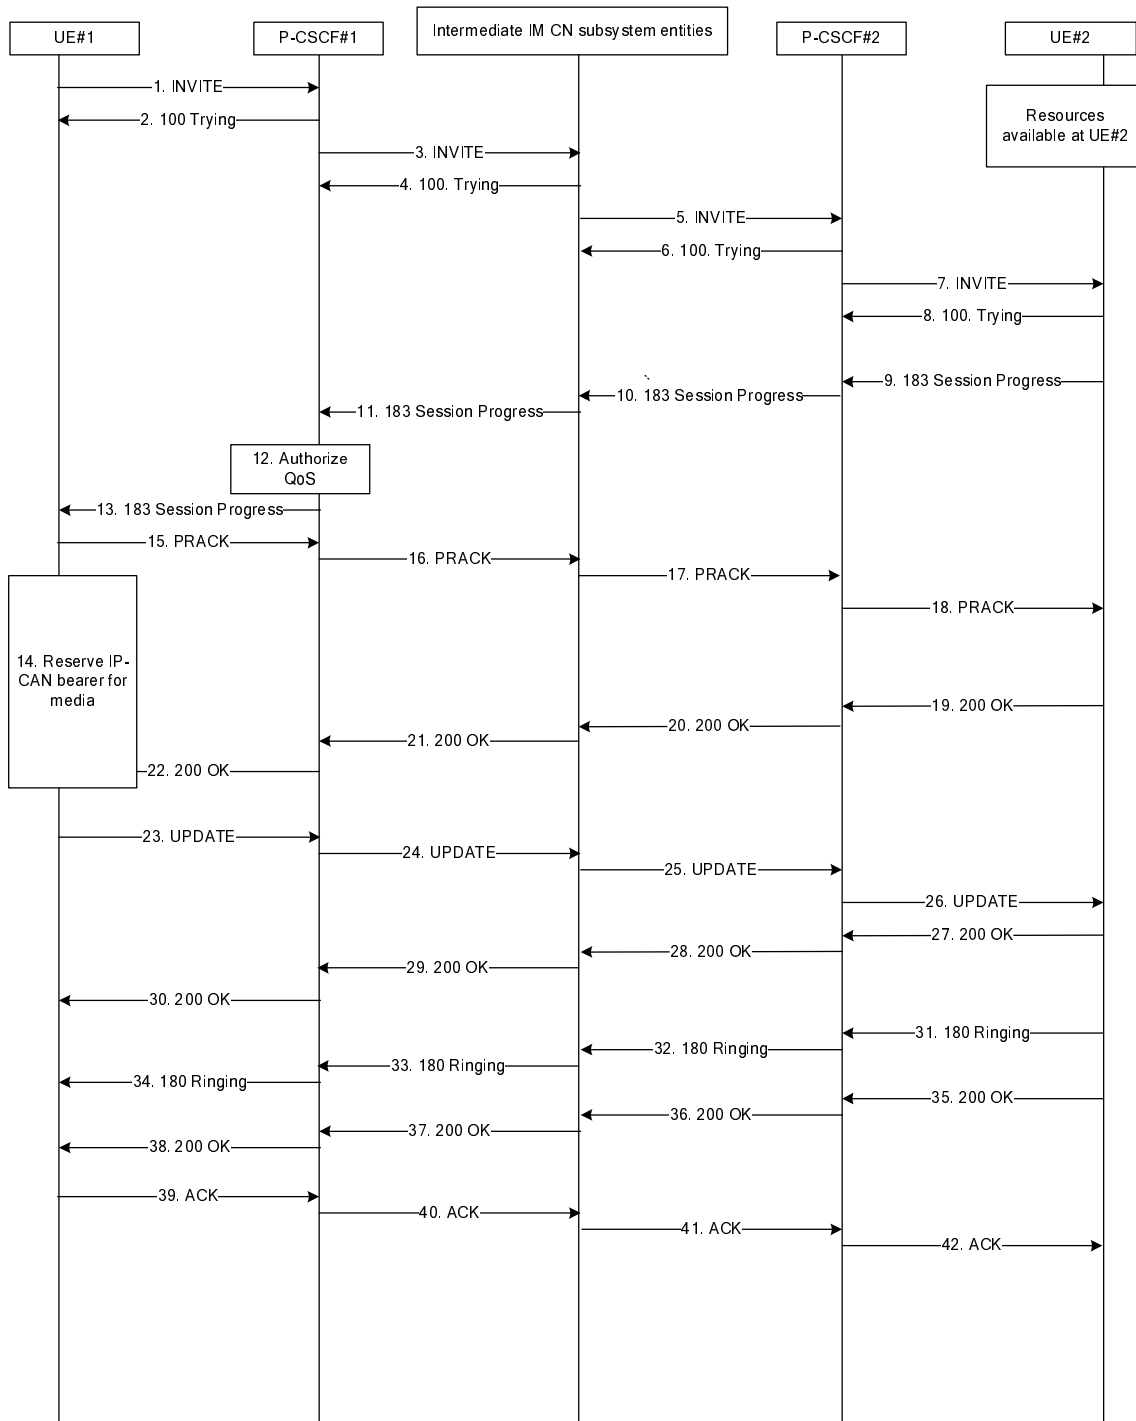 UE#1
P-CSCF#1
Intermediate IM CN subsystem entities
P-CSCF#2
UE#2
1. INVITE
Resources
available at UE#2
2. 100 Trying
3. INVITE
4. 100. Trying
5. INVITE
6. 100. Trying
7. INVITE
8. 100. Trying
9. 183 Session Progress
10. 183 Session Progress
11. 183 Session Progress
12. Authorize
QoS
13. 183 Session Progress
15. PRACK
16. PRACK
17. PRACK
18. PRACK
14. Reserve IP-
CAN bearer for
media
19. 200 OK
20. 200 OK
21. 200 OK
22. 200 OK
23. UPDATE
24. UPDATE
25. UPDATE
26. UPDATE
27. 200 OK
28. 200 OK
29. 200 OK
30. 200 OK
31. 180 Ringing
32. 180 Ringing
33. 180 Ringing
34. 180 Ringing
35. 200 OK
36. 200 OK
37. 200 OK
38. 200 OK
39. ACK
40. ACK
41. ACK
42. ACK